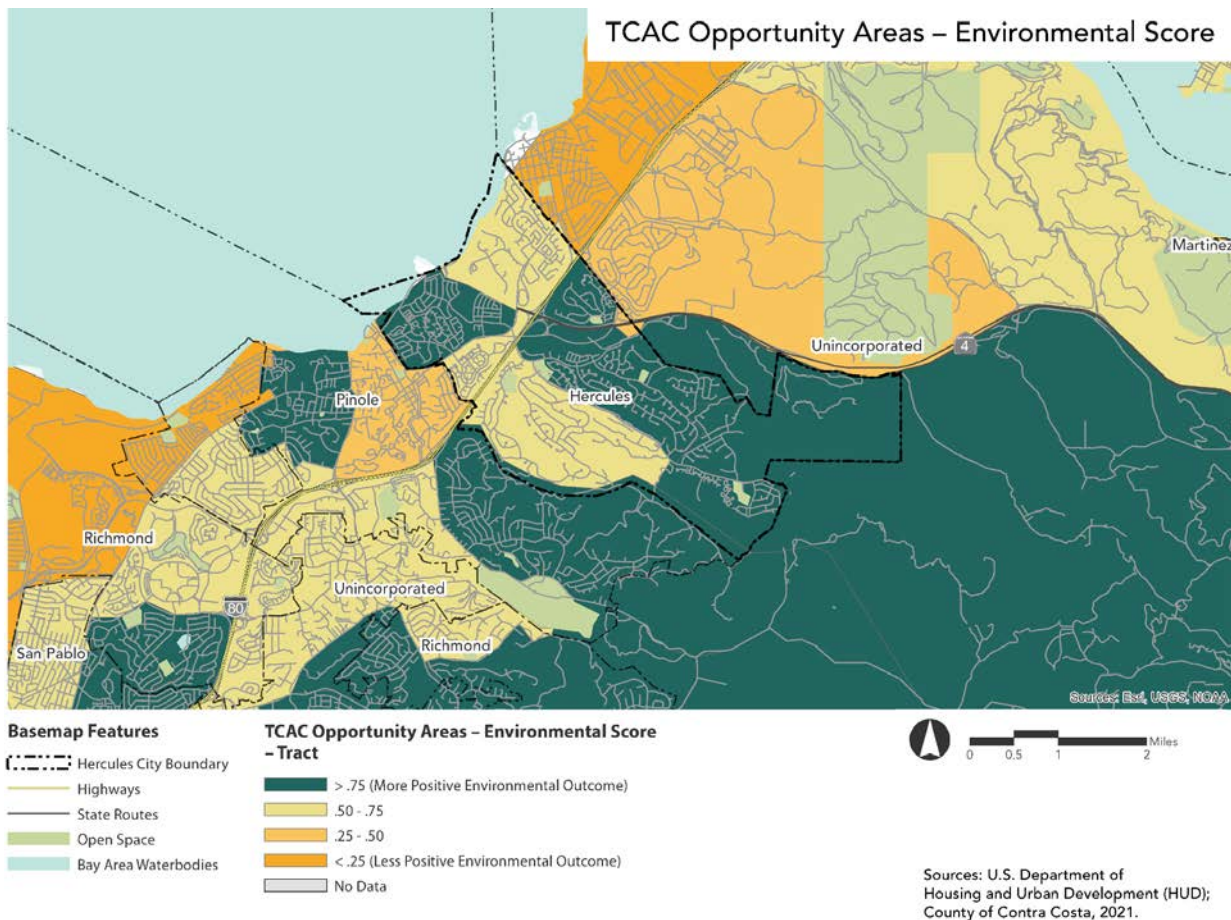 TCAC Opportunity Areas – Environmental Score
Martinez
Unincorporated
4
Hercules
Pinole
Richmond
Unincorporated
80
Richmond
San Pablo
Sources: Esri, USGS, NOAA
Basemap Features
Hercules City Boundary
Highways
State Routes
Open Space
Bay Area Waterbodies
TCAC Opportunity Areas – Environmental Score
– Tract
> .75 (More Positive Environmental Outcome)
.50 - .75
.25 - .50
< .25 (Less Positive Environmental Outcome)
No Data
0 0.5 1 2 Miles
Sources: U.S. Department of
Housing and Urban Development (HUD);
County of Contra Costa, 2021.